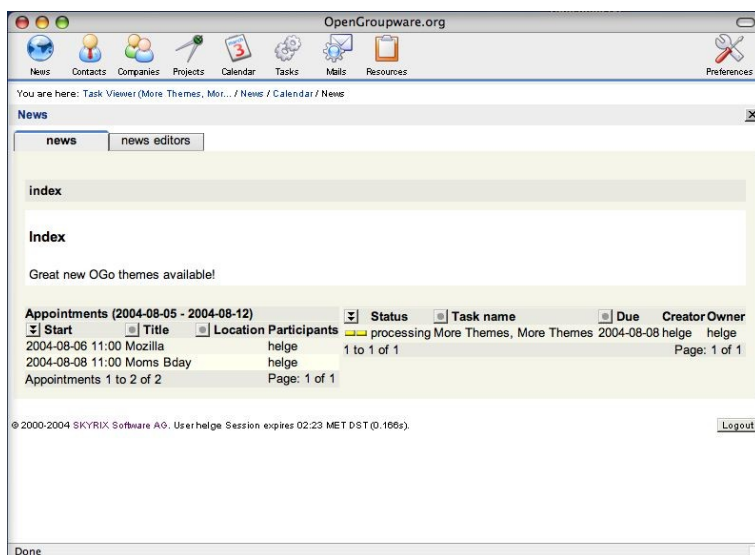 OpenGroupware.org
News Contacts Companies Projects Calendar Tasks Mails Resources Preferences
You are here: Task Viewer (More Themes, Mor... / News / Calendar / News
News
news news editors
index
Index
Great new OGo themes available!
Appointments (2004-08-05 - 2004-08-12)
Start Title Location Participants
2004-08-06 11:00 Mozilla helge
2004-08-08 11:00 Moms Bday helge
Appointments 1 to 2 of 2 Page: 1 of 1
Status Task name Due Creator Owner
processing More Themes, More Themes 2004-08-08 helge helge
1 to 1 of 1 Page: 1 of 1
© 2000-2004 SKYRIX Software AG. User helge Session expires 02:23 MET DST (0.166s).
Logout
Done